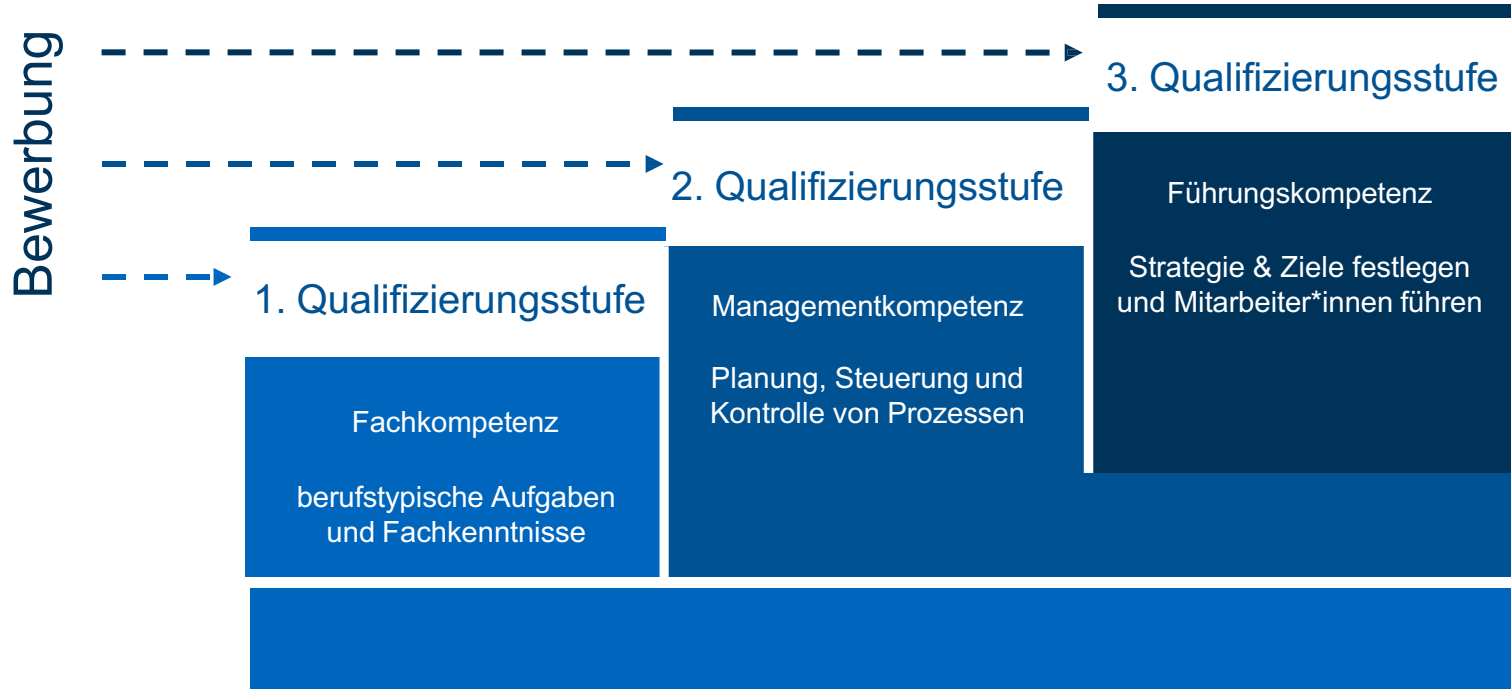 Bewerbung
1. Qualifizierungsstufe
Fachkompetenz
berufstypische Aufgaben
und Fachkenntnisse
2. Qualifizierungsstufe
Managementkompetenz
Planung, Steuerung und
Kontrolle von Prozessen
3. Qualifizierungsstufe
Führungskompetenz
Strategie & Ziele festlegen
und Mitarbeiter*innen führen